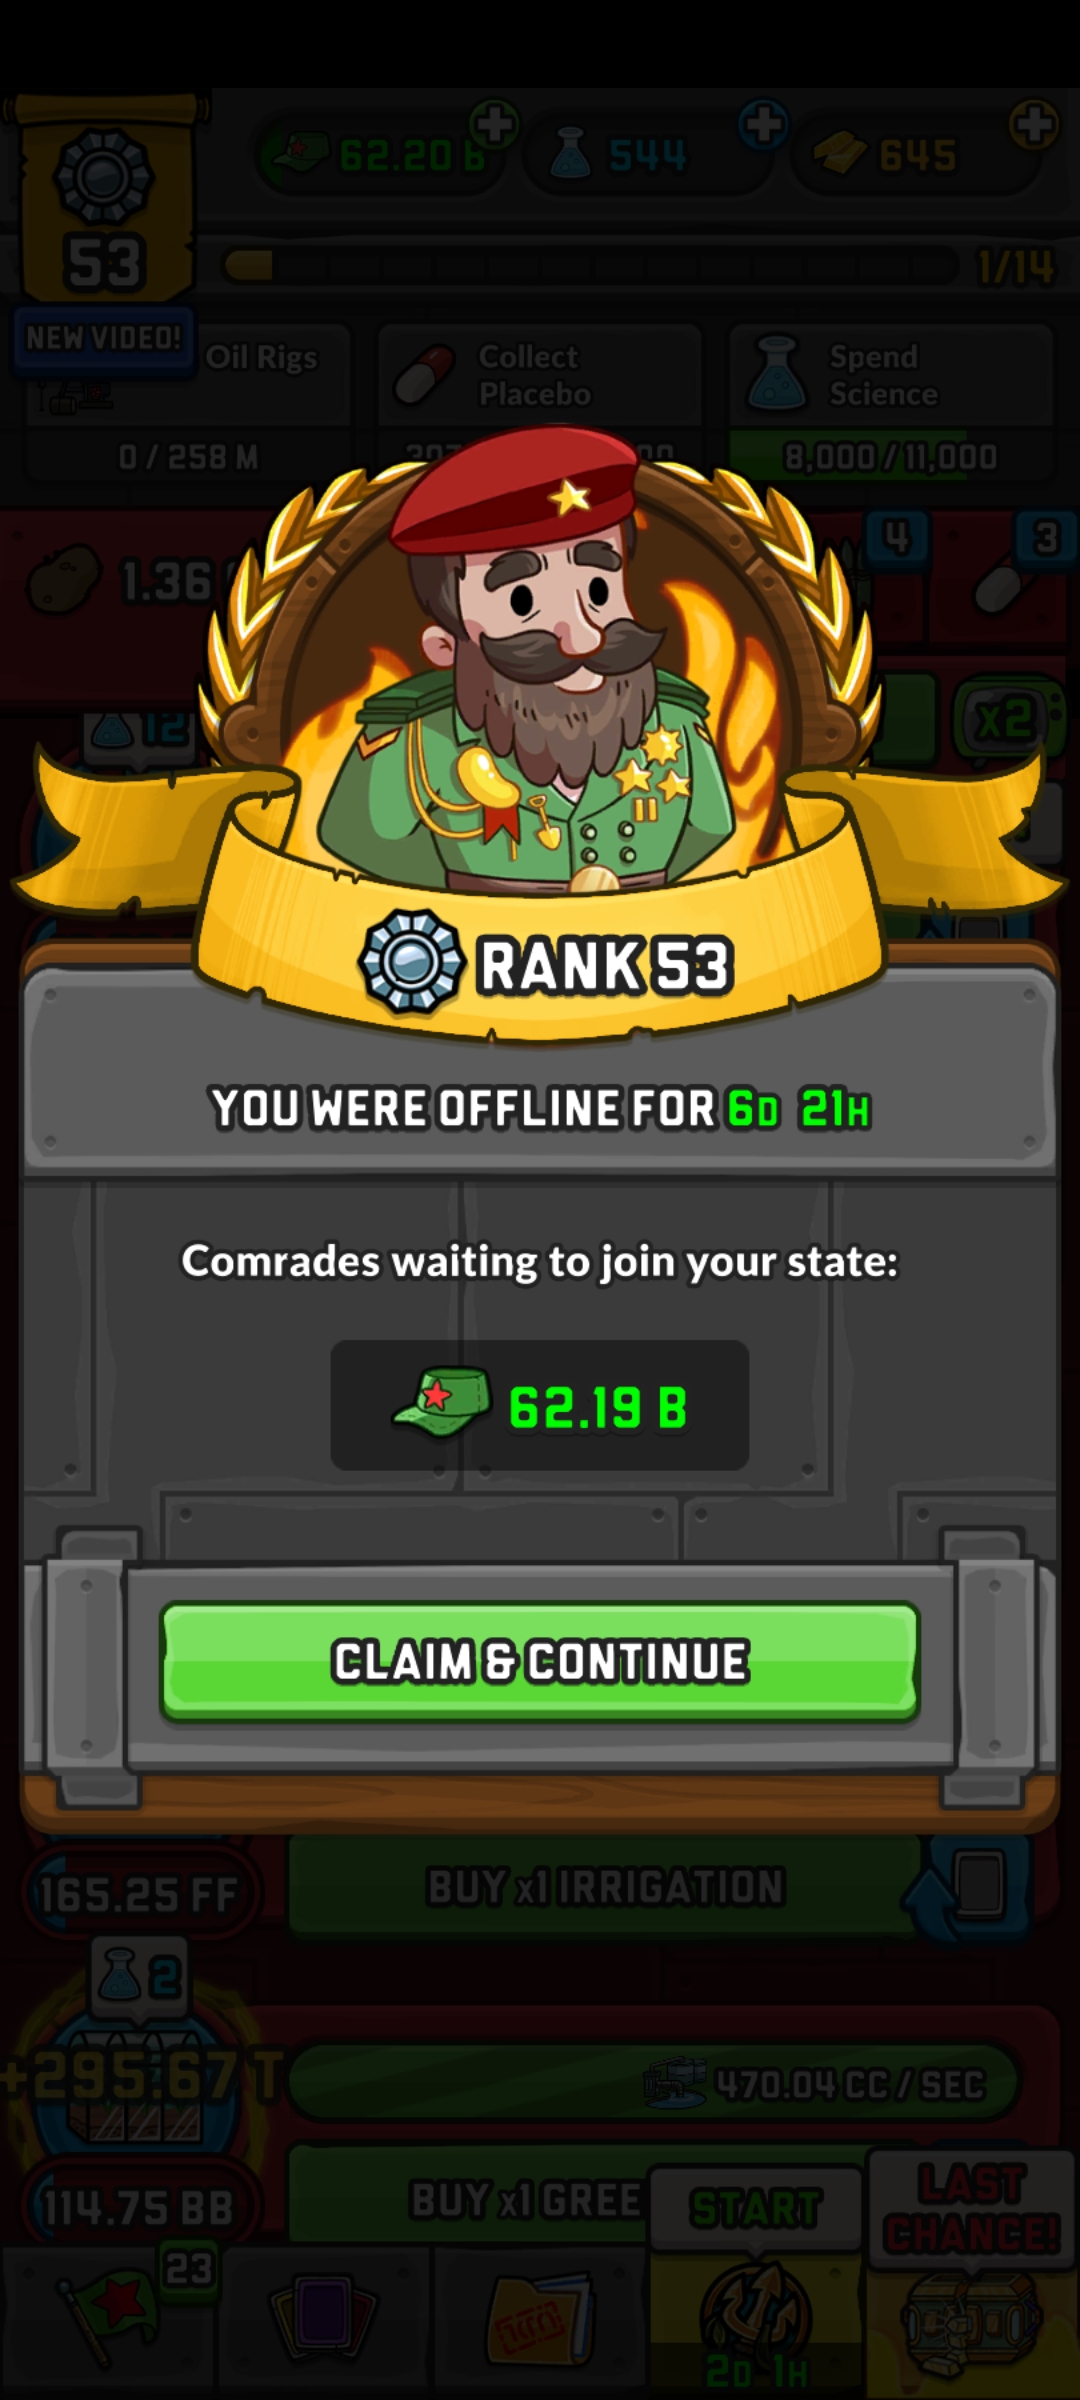 62.20 B
544
645
53
1/14
NEW VIDEO!
Oil Rigs
Collect
Placebo
Spend
Science
0 / 258 M
8,000/11,000
4
3
1.36
12
x2
RANK 53
YOU WERE OFFLINE FOR 6D 21H
Comrades waiting to join your state:
62.19 B
CLAIM & CONTINUE
165.25 FF
BUY x1 IRRIGATION
2
+295.67 T
470.04 CC / SEC
114.75 BB
BUY x1 GREE
START
LAST
CHANCE!
23
2D 1H